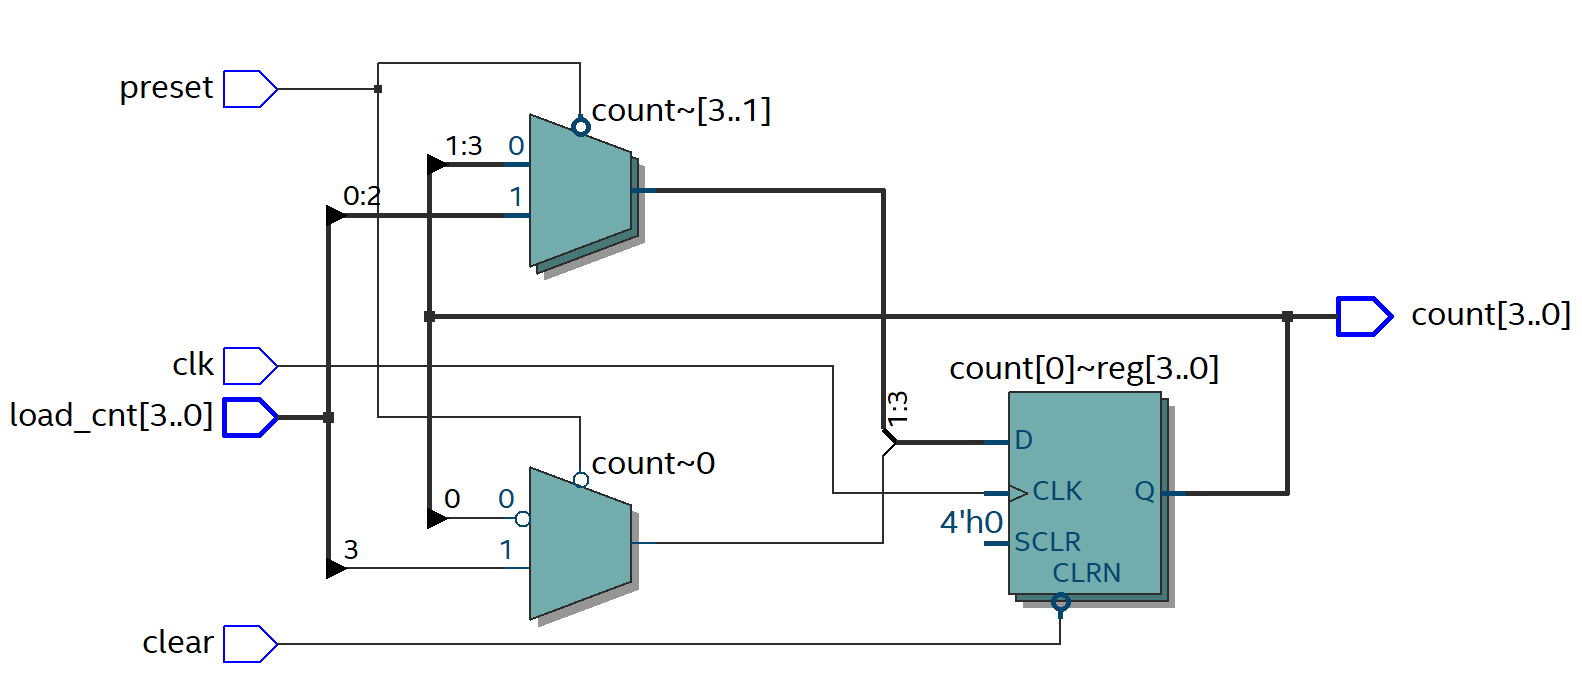 preset
count~[3..1]
1:3
0
0:2
1
clk
load_cnt[3..0]
count[3..0]
count[0]~reg[3..0]
1:3
D
count~0
0
0
CLK
Q
4'h0
SCLR
3
1
CLRN
clear